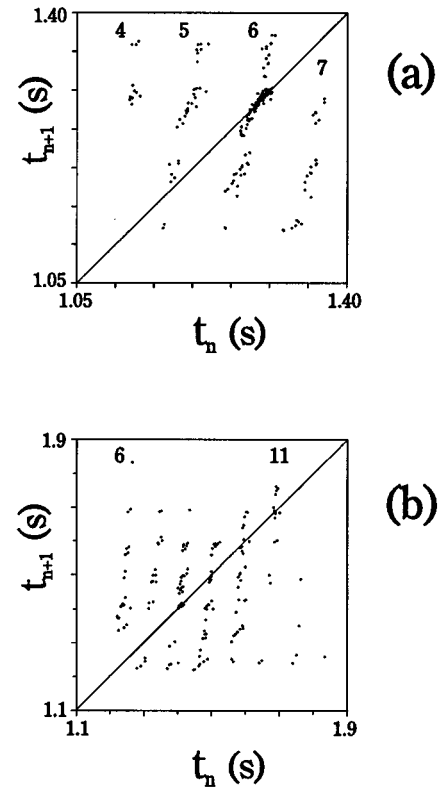 1.40
4 5 6
7
(a)
t_{n+1} (s)
1.05
1.05 1.40
t_n (s)
1.9
6 . 11
(b)
t_{n+1} (s)
1.1
1.1 1.9
t_n (s)